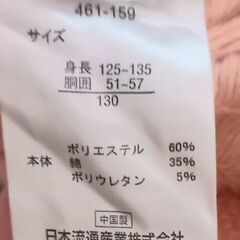 461-159
サイズ
身長 125~135
胴囲 51~57
130
ポリエステル 60%
本体 綿 35%
ポリウレタン 5%
中国製
日本流通産業株式会社